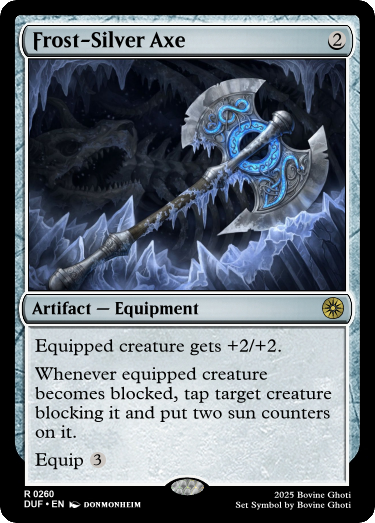 Frost-Silver Axe 2
Artifact — Equipment
Equipped creature gets +2/+2.
Whenever equipped creature
becomes blocked, tap target creature
blocking it and put two sun counters
on it.
Equip 3
R 0260
DUF • EN DONMONHEIM
2025 Bovine Ghoti
Set Symbol by Bovine Ghoti